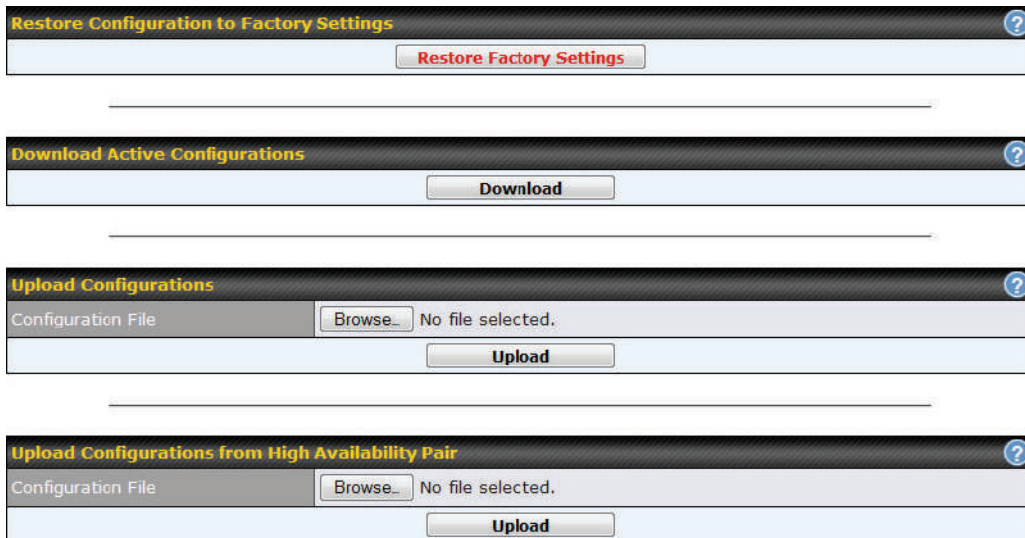 Restore Configuration to Factory Settings ?
Restore Factory Settings
Download Active Configurations ?
Download
Upload Configurations ?
Configuration File Browse... No file selected.
Upload
Upload Configurations from High Availability Pair ?
Configuration File Browse... No file selected.
Upload